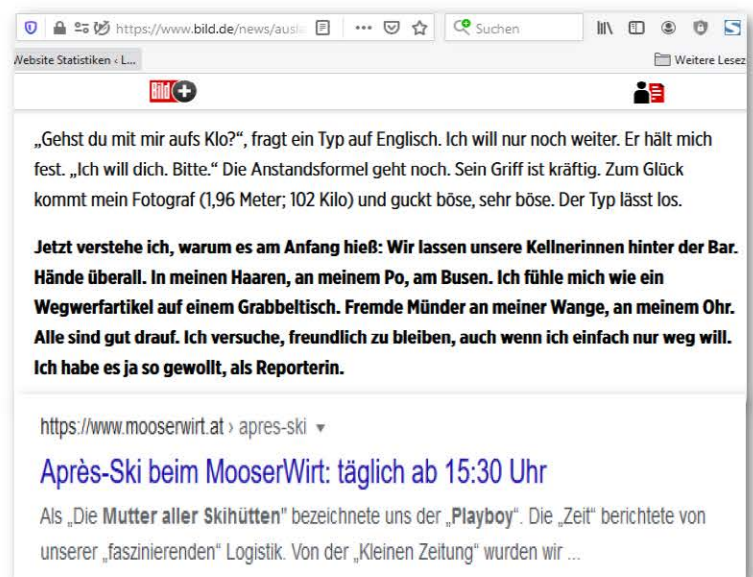 https://www.bild.de/news/ausla
Suchen
Website Statistiken ‹ L...
Weitere Lesez
Bild +
„Gehst du mit mir aufs Klo?“, fragt ein Typ auf Englisch. Ich will nur noch weiter. Er hält mich
fest. „Ich will dich. Bitte.“ Die Anstandsformel geht noch. Sein Griff ist kräftig. Zum Glück
kommt mein Fotograf (1,96 Meter; 102 Kilo) und guckt böse, sehr böse. Der Typ lässt los.
Jetzt verstehe ich, warum es am Anfang hieß: Wir lassen unsere Kellnerinnen hinter der Bar.
Hände überall. In meinen Haaren, an meinem Po, am Busen. Ich fühle mich wie ein
Wegwerfartikel auf einem Grabbeltisch. Fremde Münder an meiner Wange, an meinem Ohr.
Alle sind gut drauf. Ich versuche, freundlich zu bleiben, auch wenn ich einfach nur weg will.
Ich habe es ja so gewollt, als Reporterin.
https://www.mooserwirt.at › apres-ski
Après-Ski beim MooserWirt: täglich ab 15:30 Uhr
Als „Die Mutter aller Skihütten" bezeichnete uns der „Playboy“. Die „Zeit“ berichtete von
unserer „faszinierenden“ Logistik. Von der „Kleinen Zeitung“ wurden wir ...